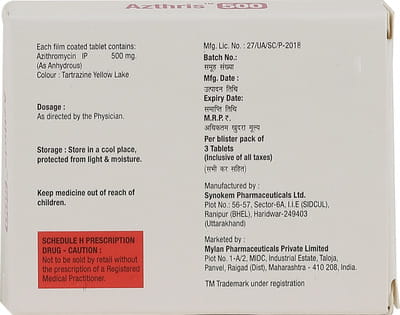 Azthris™ 500
Each film coated tablet contains:
Azithromycin IP 500 mg.
(As Anhydrous)
Colour : Tartrazine Yellow Lake
Dosage :
As directed by the Physician.
Storage : Store in a cool place,
protected from light & moisture.
Keep medicine out of reach of
children.
SCHEDULE H PRESCRIPTION
DRUG - CAUTION :
Not to be sold by retail without
the prescription of a Registered
Medical Practitioner.
Mfg. Lic. No. : 27/UA/SC/P-2018
Batch No.:
समूह संख्या
Mfg. Date :
उत्पादन तिथि
Expiry Date:
समाप्ति तिथि
M.R.P. ₹.
अधिकतम खुदरा मूल्य
Per blister pack of
3 Tablets
(Inclusive of all taxes)
(सभी कर सहित)
Manufactured by :
Synokem Pharmaceuticals Ltd.
Plot No.: 56-57, Sector-6A, I.I.E (SIDCUL),
Ranipur (BHEL), Haridwar-249403
(Uttarakhand)
Marketed by :
Mylan Pharmaceuticals Private Limited
Plot No. 1-A/2, MIDC, Industrial Estate, Taloja,
Panvel, Raigad (Dist), Maharashtra - 410 208, India.
TM Trademark under registration